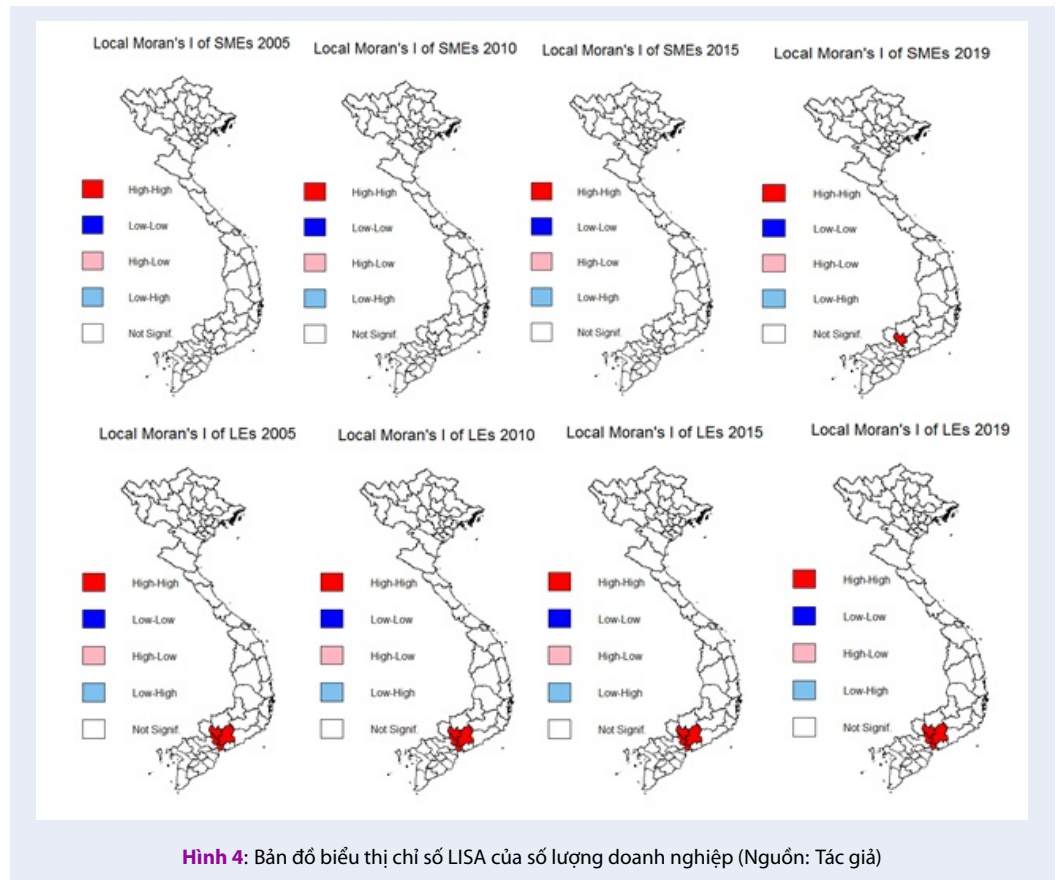 Local Moran's I of SMEs 2005
Local Moran's I of SMEs 2010
Local Moran's I of SMEs 2015
Local Moran's I of SMEs 2019
High-High
Low-Low
High-Low
Low-High
Not Signif.
High-High
Low-Low
High-Low
Low-High
Not Signif.
High-High
Low-Low
High-Low
Low-High
Not Signif.
High-High
Low-Low
High-Low
Low-High
Not Signif.
Local Moran's I of LEs 2005
Local Moran's I of LEs 2010
Local Moran's I of LEs 2015
Local Moran's I of LEs 2019
High-High
Low-Low
High-Low
Low-High
Not Signif.
High-High
Low-Low
High-Low
Low-High
Not Signif.
High-High
Low-Low
High-Low
Low-High
Not Signif.
High-High
Low-Low
High-Low
Low-High
Not Signif.
Hình 4: Bản đồ biểu thị chỉ số LISA của số lượng doanh nghiệp (Nguồn: Tác giả)